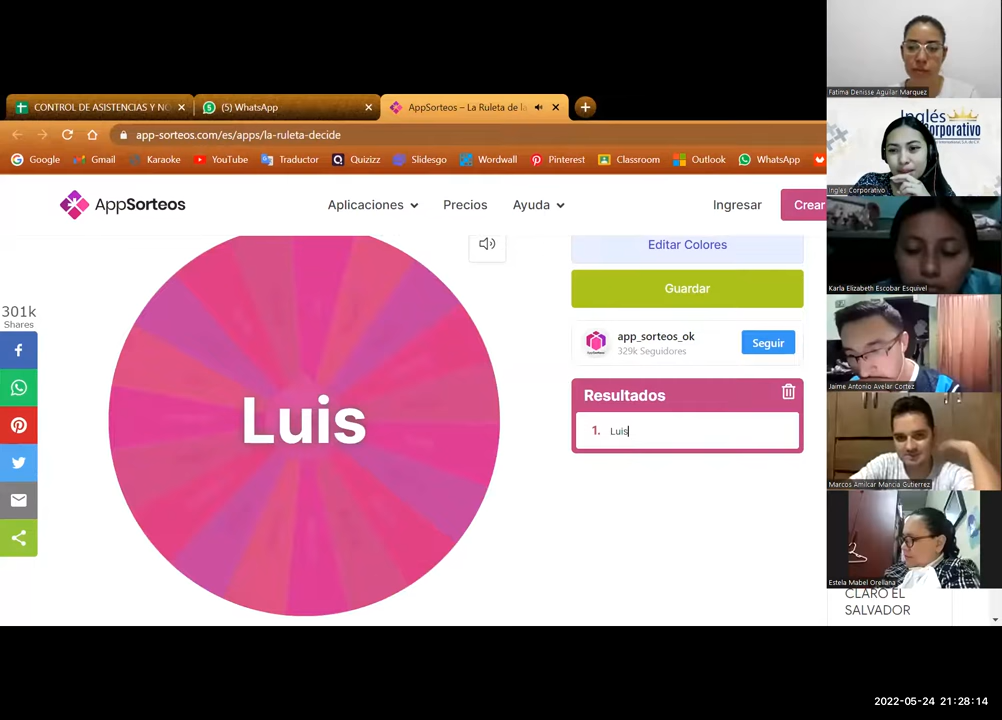 CONTROL DE ASISTENCIAS Y NO
(5) WhatsApp
AppSorteos – La Ruleta de la
app-sorteos.com/es/apps/la-ruleta-decide
Google Gmail Karaoke YouTube Traductor Quizizz Slidesgo Wordwall Pinterest Classroom Outlook WhatsApp
AppSorteos
Aplicaciones Precios Ayuda Ingresar Crear
301k
Shares
Luis
Editar Colores
Guardar
app_sorteos_ok
329k Seguidores
Seguir
Resultados
1. Luis
Fatima Denisse Aguilar Marquez
Inglés
Corporativo
Ingles Corporativo
Karla Elizabeth Escobar Esquivel
Jaime Antonio Avelar Cortez
Marcos Amilcar Mancia Gutierrez
Estela Mabel Orellana
CLARO EL
SALVADOR
2022-05-24 21:28:14